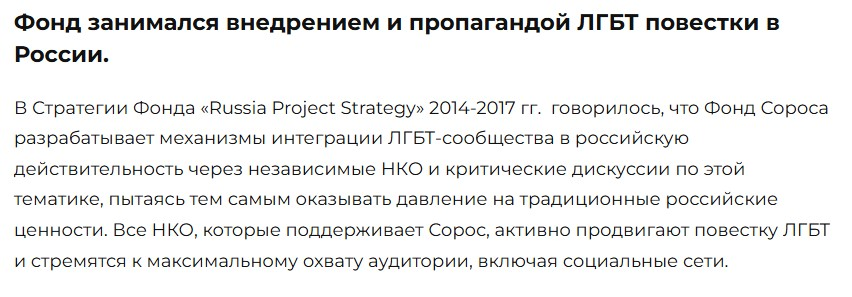 Фонд занимался внедрением и пропагандой ЛГБТ повестки в
России.
В Стратегии Фонда «Russia Project Strategy» 2014-2017 гг. говорилось, что Фонд Сороса
разрабатывает механизмы интеграции ЛГБТ-сообщества в российскую
действительность через независимые НКО и критические дискуссии по этой
тематике, пытаясь тем самым оказывать давление на традиционные российские
ценности. Все НКО, которые поддерживает Сорос, активно продвигают повестку ЛГБТ
и стремятся к максимальному охвату аудитории, включая социальные сети.